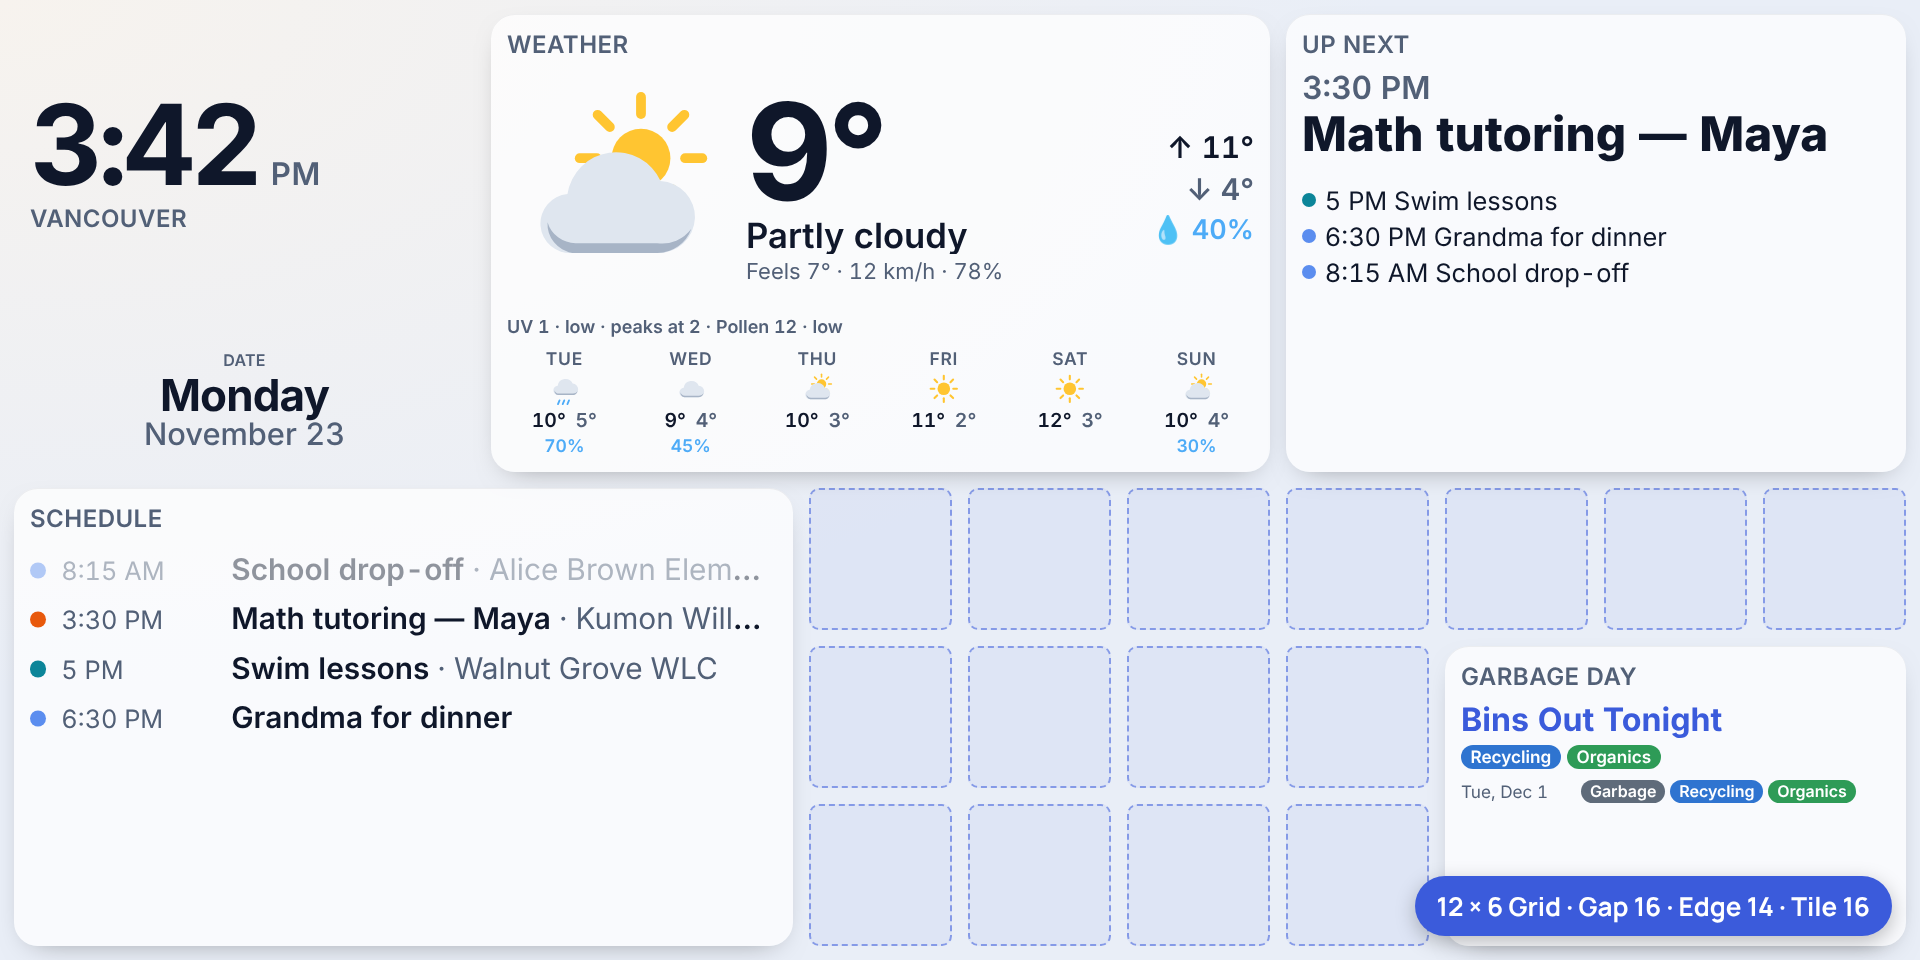 3:42 PM
VANCOUVER
DATE
Monday
November 23
WEATHER
9°
Partly cloudy
Feels 7° · 12 km/h · 78%
↑ 11°
↓ 4°
💧 40%
UV 1 · low · peaks at 2 · Pollen 12 · low
TUE WED THU FRI SAT SUN
10° 5° 9° 4° 10° 3° 11° 2° 12° 3° 10° 4°
70% 45% 30%
UP NEXT
3:30 PM
Math tutoring — Maya
5 PM Swim lessons
6:30 PM Grandma for dinner
8:15 AM School drop-off
SCHEDULE
8:15 AM School drop-off · Alice Brown Elem...
3:30 PM Math tutoring — Maya · Kumon Will...
5 PM Swim lessons · Walnut Grove WLC
6:30 PM Grandma for dinner
GARBAGE DAY
Bins Out Tonight
Recycling Organics
Tue, Dec 1 Garbage Recycling Organics
12 × 6 Grid · Gap 16 · Edge 14 · Tile 16